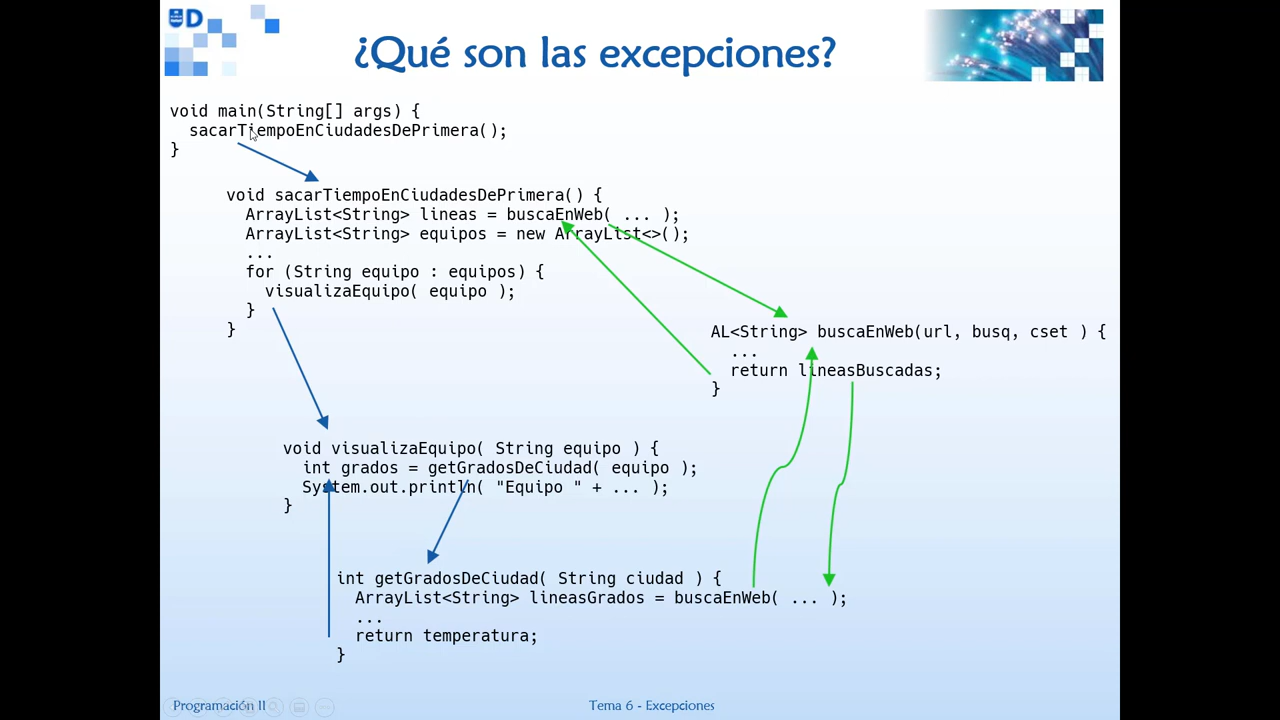 UD
¿Qué son las excepciones?
void main(String[] args) {
sacarTiempoEnCiudadesDePrimera();
}
void sacarTiempoEnCiudadesDePrimera() {
ArrayList<String> lineas = buscaEnWeb( ... );
ArrayList<String> equipos = new ArrayList<>();
...
for (String equipo : equipos) {
visualizaEquipo( equipo );
}
}
AL<String> buscaEnWeb(url, busq, cset ) {
...
return lineasBuscadas;
}
void visualizaEquipo( String equipo ) {
int grados = getGradosDeCiudad( equipo );
System.out.println( "Equipo " + ... );
}
int getGradosDeCiudad( String ciudad ) {
ArrayList<String> lineasGrados = buscaEnWeb( ... );
...
return temperatura;
}
Programación II
Tema 6 - Excepciones